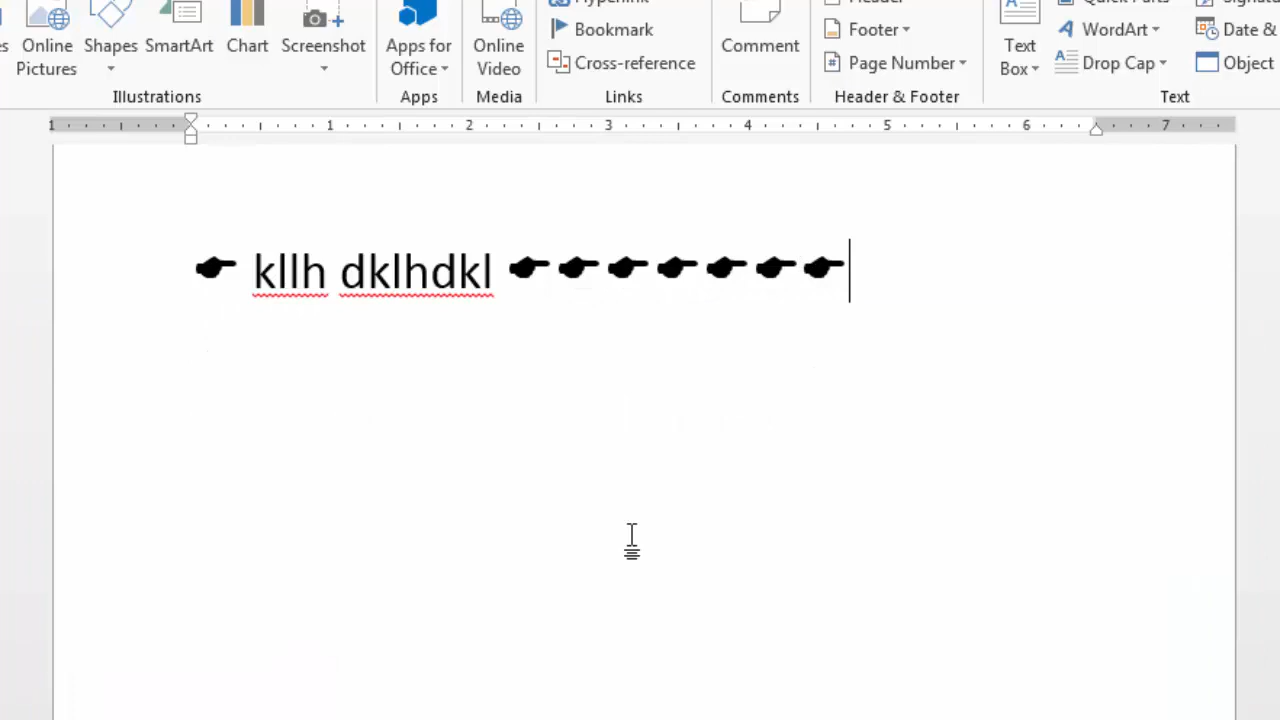 Hyperlink
Online Pictures
Shapes
SmartArt
Chart
Screenshot
Apps for Office
Online Video
Bookmark
Cross-reference
Comment
Footer
Page Number
Text Box
WordArt
Drop Cap
Date &
Object
Illustrations
Apps
Media
Links
Comments
Header & Footer
Text
1 1 2 3 4 5 6 7
☛ kllh dklhdkl ☛☛☛☛☛☛☛